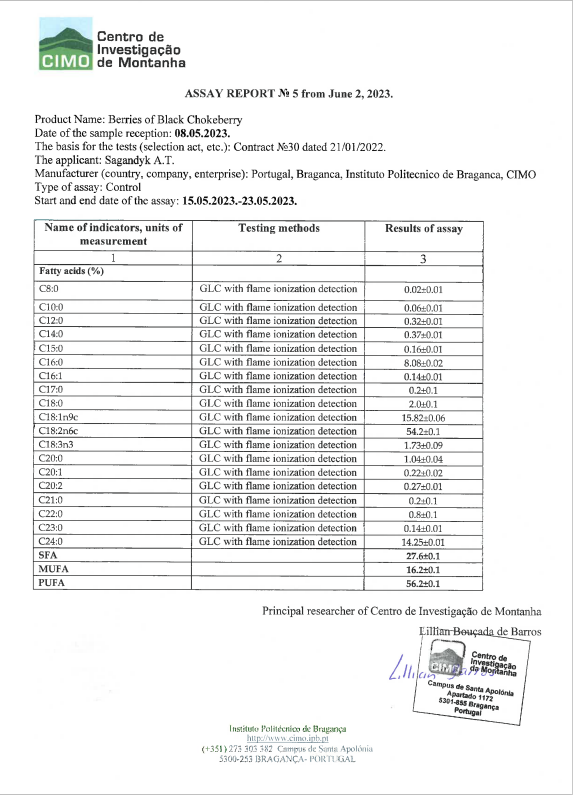 CIMO
Centro de
Investigação
de Montanha
ASSAY REPORT № 5 from June 2, 2023.
Product Name: Berries of Black Chokeberry
Date of the sample reception: 08.05.2023.
The basis for the tests (selection act, etc.): Contract №30 dated 21/01/2022.
The applicant: Sagandyk A.T.
Manufacturer (country, company, enterprise): Portugal, Braganca, Instituto Politecnico de Braganca, CIMO
Type of assay: Control
Start and end date of the assay: 15.05.2023.-23.05.2023.
Name of indicators, units of measurement Testing methods Results of assay
1 2 3
Fatty acids (%)
C8:0 GLC with flame ionization detection 0.02±0.01
C10:0 GLC with flame ionization detection 0.06±0.01
C12:0 GLC with flame ionization detection 0.32±0.01
C14:0 GLC with flame ionization detection 0.37±0.01
C15:0 GLC with flame ionization detection 0.16±0.01
C16:0 GLC with flame ionization detection 8.08±0.02
C16:1 GLC with flame ionization detection 0.14±0.01
C17:0 GLC with flame ionization detection 0.2±0.1
C18:0 GLC with flame ionization detection 2.0±0.1
C18:1n9c GLC with flame ionization detection 15.82±0.06
C18:2n6c GLC with flame ionization detection 54.2±0.1
C18:3n3 GLC with flame ionization detection 1.73±0.09
C20:0 GLC with flame ionization detection 1.04±0.04
C20:1 GLC with flame ionization detection 0.22±0.02
C20:2 GLC with flame ionization detection 0.27±0.01
C21:0 GLC with flame ionization detection 0.2±0.1
C22:0 GLC with flame ionization detection 0.8±0.1
C23:0 GLC with flame ionization detection 0.14±0.01
C24:0 GLC with flame ionization detection 14.25±0.01
SFA 27.6±0.1
MUFA 16.2±0.1
PUFA 56.2±0.1
Principal researcher of Centro de Investigação de Montanha
Lillian Bouçada de Barros
Lillian Barros
CIMO
Centro de
Investigação
da Montanha
Campus de Santa Apolónia
Apartado 1172
5301-855 Bragança
Portugal
Instituto Politécnico de Bragança
http://www.cimo.ipb.pt
(+351) 273 303 382 Campus de Santa Apolónia
5300-253 BRAGANÇA- PORTUGAL